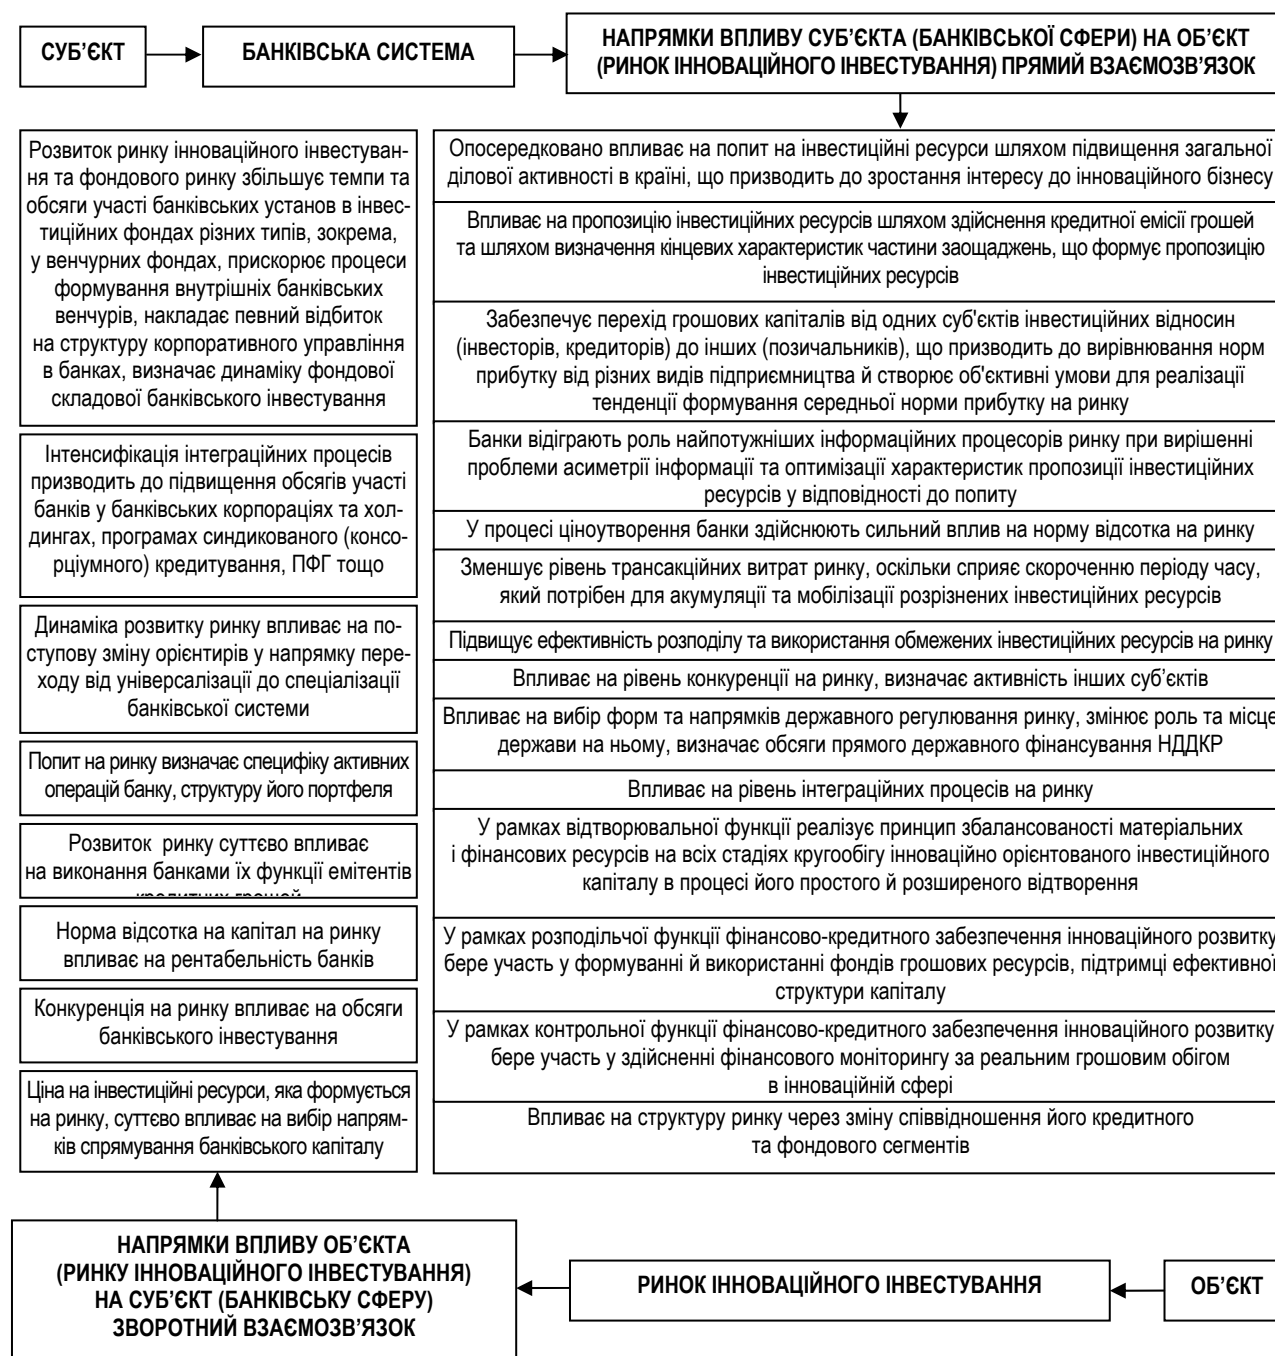 СУБ’ЄКТ
БАНКІВСЬКА СИСТЕМА
НАПРЯМКИ ВПЛИВУ СУБ’ЄКТА (БАНКІВСЬКОЇ СФЕРИ) НА ОБ’ЄКТ
(РИНОК ІННОВАЦІЙНОГО ІНВЕСТУВАННЯ) ПРЯМИЙ ВЗАЄМОЗВ’ЯЗОК
Розвиток ринку інноваційного інвестуван-
ня та фондового ринку збільшує темпи та
обсяги участі банківських установ в інвес-
тиційних фондах різних типів, зокрема,
у венчурних фондах, прискорює процеси
формування внутрішніх банківських
венчурів, накладає певний відбиток
на структуру корпоративного управління
в банках, визначає динаміку фондової
складової банківського інвестування
Інтенсифікація інтеграційних процесів
призводить до підвищення обсягів участі
банків у банківських корпораціях та хол-
дингах, програмах синдикованого (консо-
рціумного) кредитування, ПФГ тощо
Динаміка розвитку ринку впливає на по-
ступову зміну орієнтирів у напрямку пере-
ходу від універсалізації до спеціалізації
банківської системи
Попит на ринку визначає специфіку активних
операцій банку, структуру його портфеля
Розвиток ринку суттєво впливає
на виконання банками їх функції емітентів
кредитних грошей
Норма відсотка на капітал на ринку
впливає на рентабельність банків
Конкуренція на ринку впливає на обсяги
банківського інвестування
Ціна на інвестиційні ресурси, яка формується
на ринку, суттєво впливає на вибір напрям-
ків спрямування банківського капіталу
Опосередковано впливає на попит на інвестиційні ресурси шляхом підвищення загальної
ділової активності в країні, що призводить до зростання інтересу до інноваційного бізнесу
Впливає на пропозицію інвестиційних ресурсів шляхом здійснення кредитної емісії грошей
та шляхом визначення кінцевих характеристик частини заощаджень, що формує пропозицію
інвестиційних ресурсів
Забезпечує перехід грошових капіталів від одних суб'єктів інвестиційних відносин
(інвесторів, кредиторів) до інших (позичальників), що призводить до вирівнювання норм
прибутку від різних видів підприємництва й створює об'єктивні умови для реалізації
тенденції формування середньої норми прибутку на ринку
Банки відіграють роль найпотужніших інформаційних процесорів ринку при вирішенні
проблеми асиметрії інформації та оптимізації характеристик пропозиції інвестиційних
ресурсів у відповідності до попиту
У процесі ціноутворення банки здійснюють сильний вплив на норму відсотка на ринку
Зменшує рівень трансакційних витрат ринку, оскільки сприяє скороченню періоду часу,
який потрібен для акумуляції та мобілізації розрізнених інвестиційних ресурсів
Підвищує ефективність розподілу та використання обмежених інвестиційних ресурсів на ринку
Впливає на рівень конкуренції на ринку, визначає активність інших суб’єктів
Впливає на вибір форм та напрямків державного регулювання ринку, змінює роль та місце
держави на ньому, визначає обсяги прямого державного фінансування НДДКР
Впливає на рівень інтеграційних процесів на ринку
У рамках відтворювальної функції реалізує принцип збалансованості матеріальних
і фінансових ресурсів на всіх стадіях кругообігу інноваційно орієнтованого інвестиційного
капіталу в процесі його простого й розширеного відтворення
У рамках розподільчої функції фінансово-кредитного забезпечення інноваційного розвитку
бере участь у формуванні й використанні фондів грошових ресурсів, підтримці ефективної
структури капіталу
У рамках контрольної функції фінансово-кредитного забезпечення інноваційного розвитку
бере участь у здійсненні фінансового моніторингу за реальним грошовим обігом
в інноваційній сфері
Впливає на структуру ринку через зміну співвідношення його кредитного
та фондового сегментів
НАПРЯМКИ ВПЛИВУ ОБ’ЄКТА
(РИНКУ ІННОВАЦІЙНОГО ІНВЕСТУВАННЯ)
НА СУБ’ЄКТ (БАНКІВСЬКУ СФЕРУ)
ЗВОРОТНИЙ ВЗАЄМОЗВ’ЯЗОК
РИНОК ІННОВАЦІЙНОГО ІНВЕСТУВАННЯ
ОБ’ЄКТ